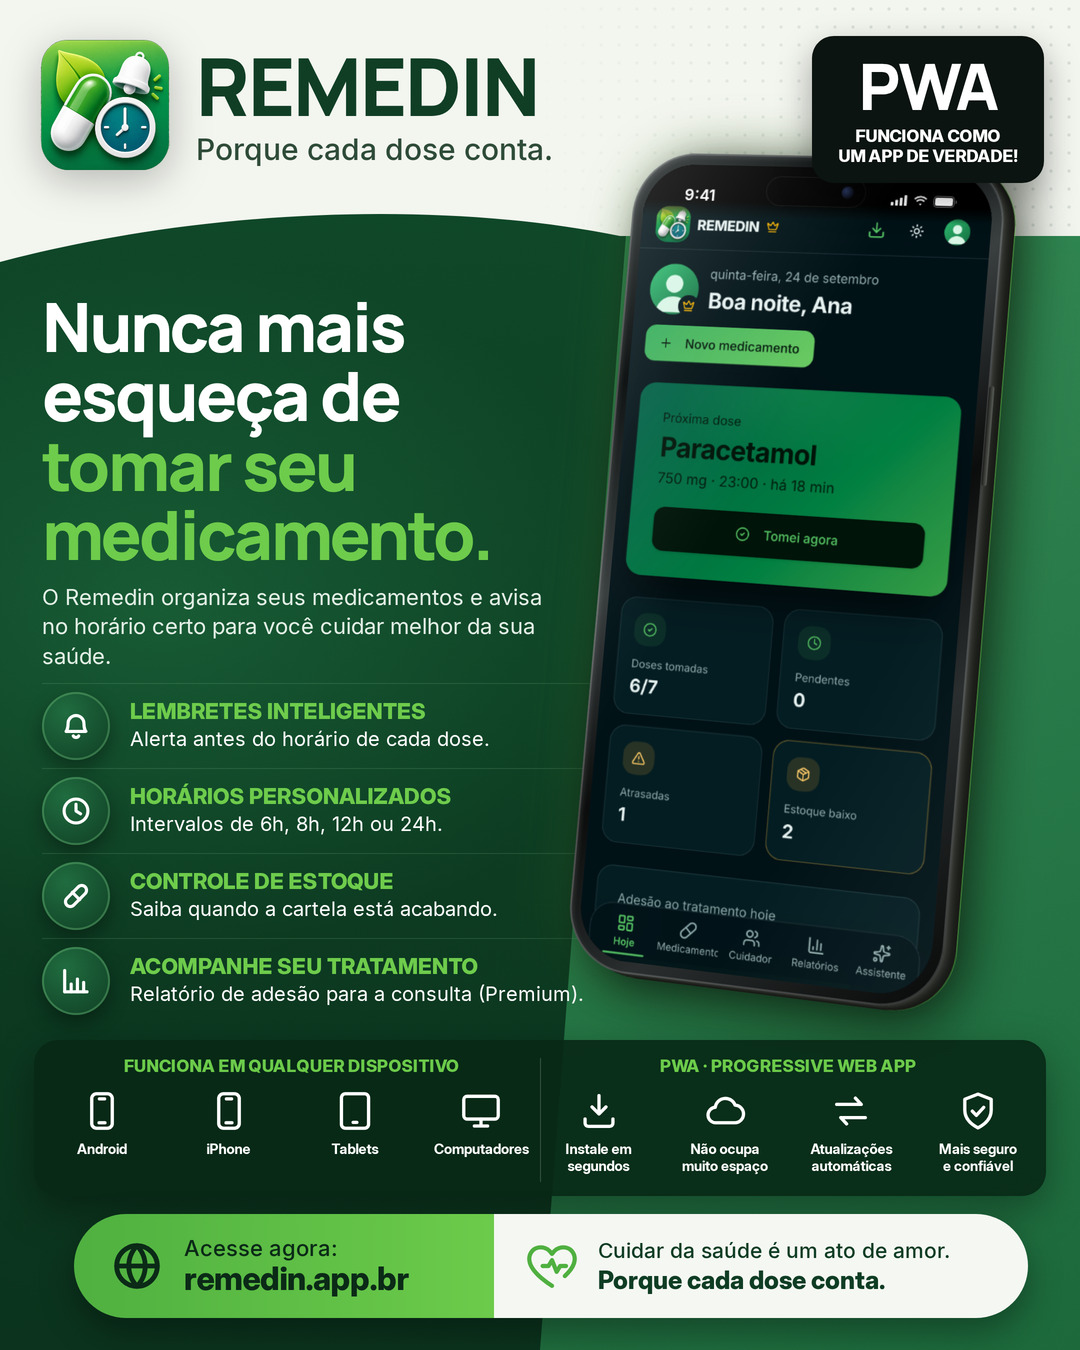 REMEDIN
Porque cada dose conta.
PWA
FUNCIONA COMO
UM APP DE VERDADE!
9:41
REMEDIN
quinta-feira, 24 de setembro
Boa noite, Ana
+ Novo medicamento
Próxima dose
Paracetamol
750 mg · 23:00 · há 18 min
Tomei agora
Doses tomadas
6/7
Pendentes
0
Atrasadas
1
Estoque baixo
2
Adesão ao tratamento hoje
Hoje
Medicamentc
Cuidador
Relatórios
Assistente
Nunca mais
esqueça de
tomar seu
medicamento.
O Remedin organiza seus medicamentos e avisa
no horário certo para você cuidar melhor da sua
saúde.
LEMBRETES INTELIGENTES
Alerta antes do horário de cada dose.
HORÁRIOS PERSONALIZADOS
Intervalos de 6h, 8h, 12h ou 24h.
CONTROLE DE ESTOQUE
Saiba quando a cartela está acabando.
ACOMPANHE SEU TRATAMENTO
Relatório de adesão para a consulta (Premium).
FUNCIONA EM QUALQUER DISPOSITIVO
Android
iPhone
Tablets
Computadores
PWA · PROGRESSIVE WEB APP
Instale em
segundos
Não ocupa
muito espaço
Atualizações
automáticas
Mais seguro
e confiável
Acesse agora:
remedin.app.br
Cuidar da saúde é um ato de amor.
Porque cada dose conta.